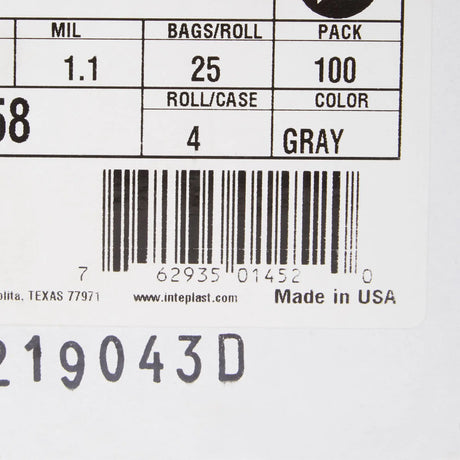 MIL BAGS/ROLL PACK
1.1 25 100
ROLL/CASE COLOR
58 4 GRAY
7 62935 01452 0
olita, TEXAS 77971 www.inteplast.com Made in USA
219043D